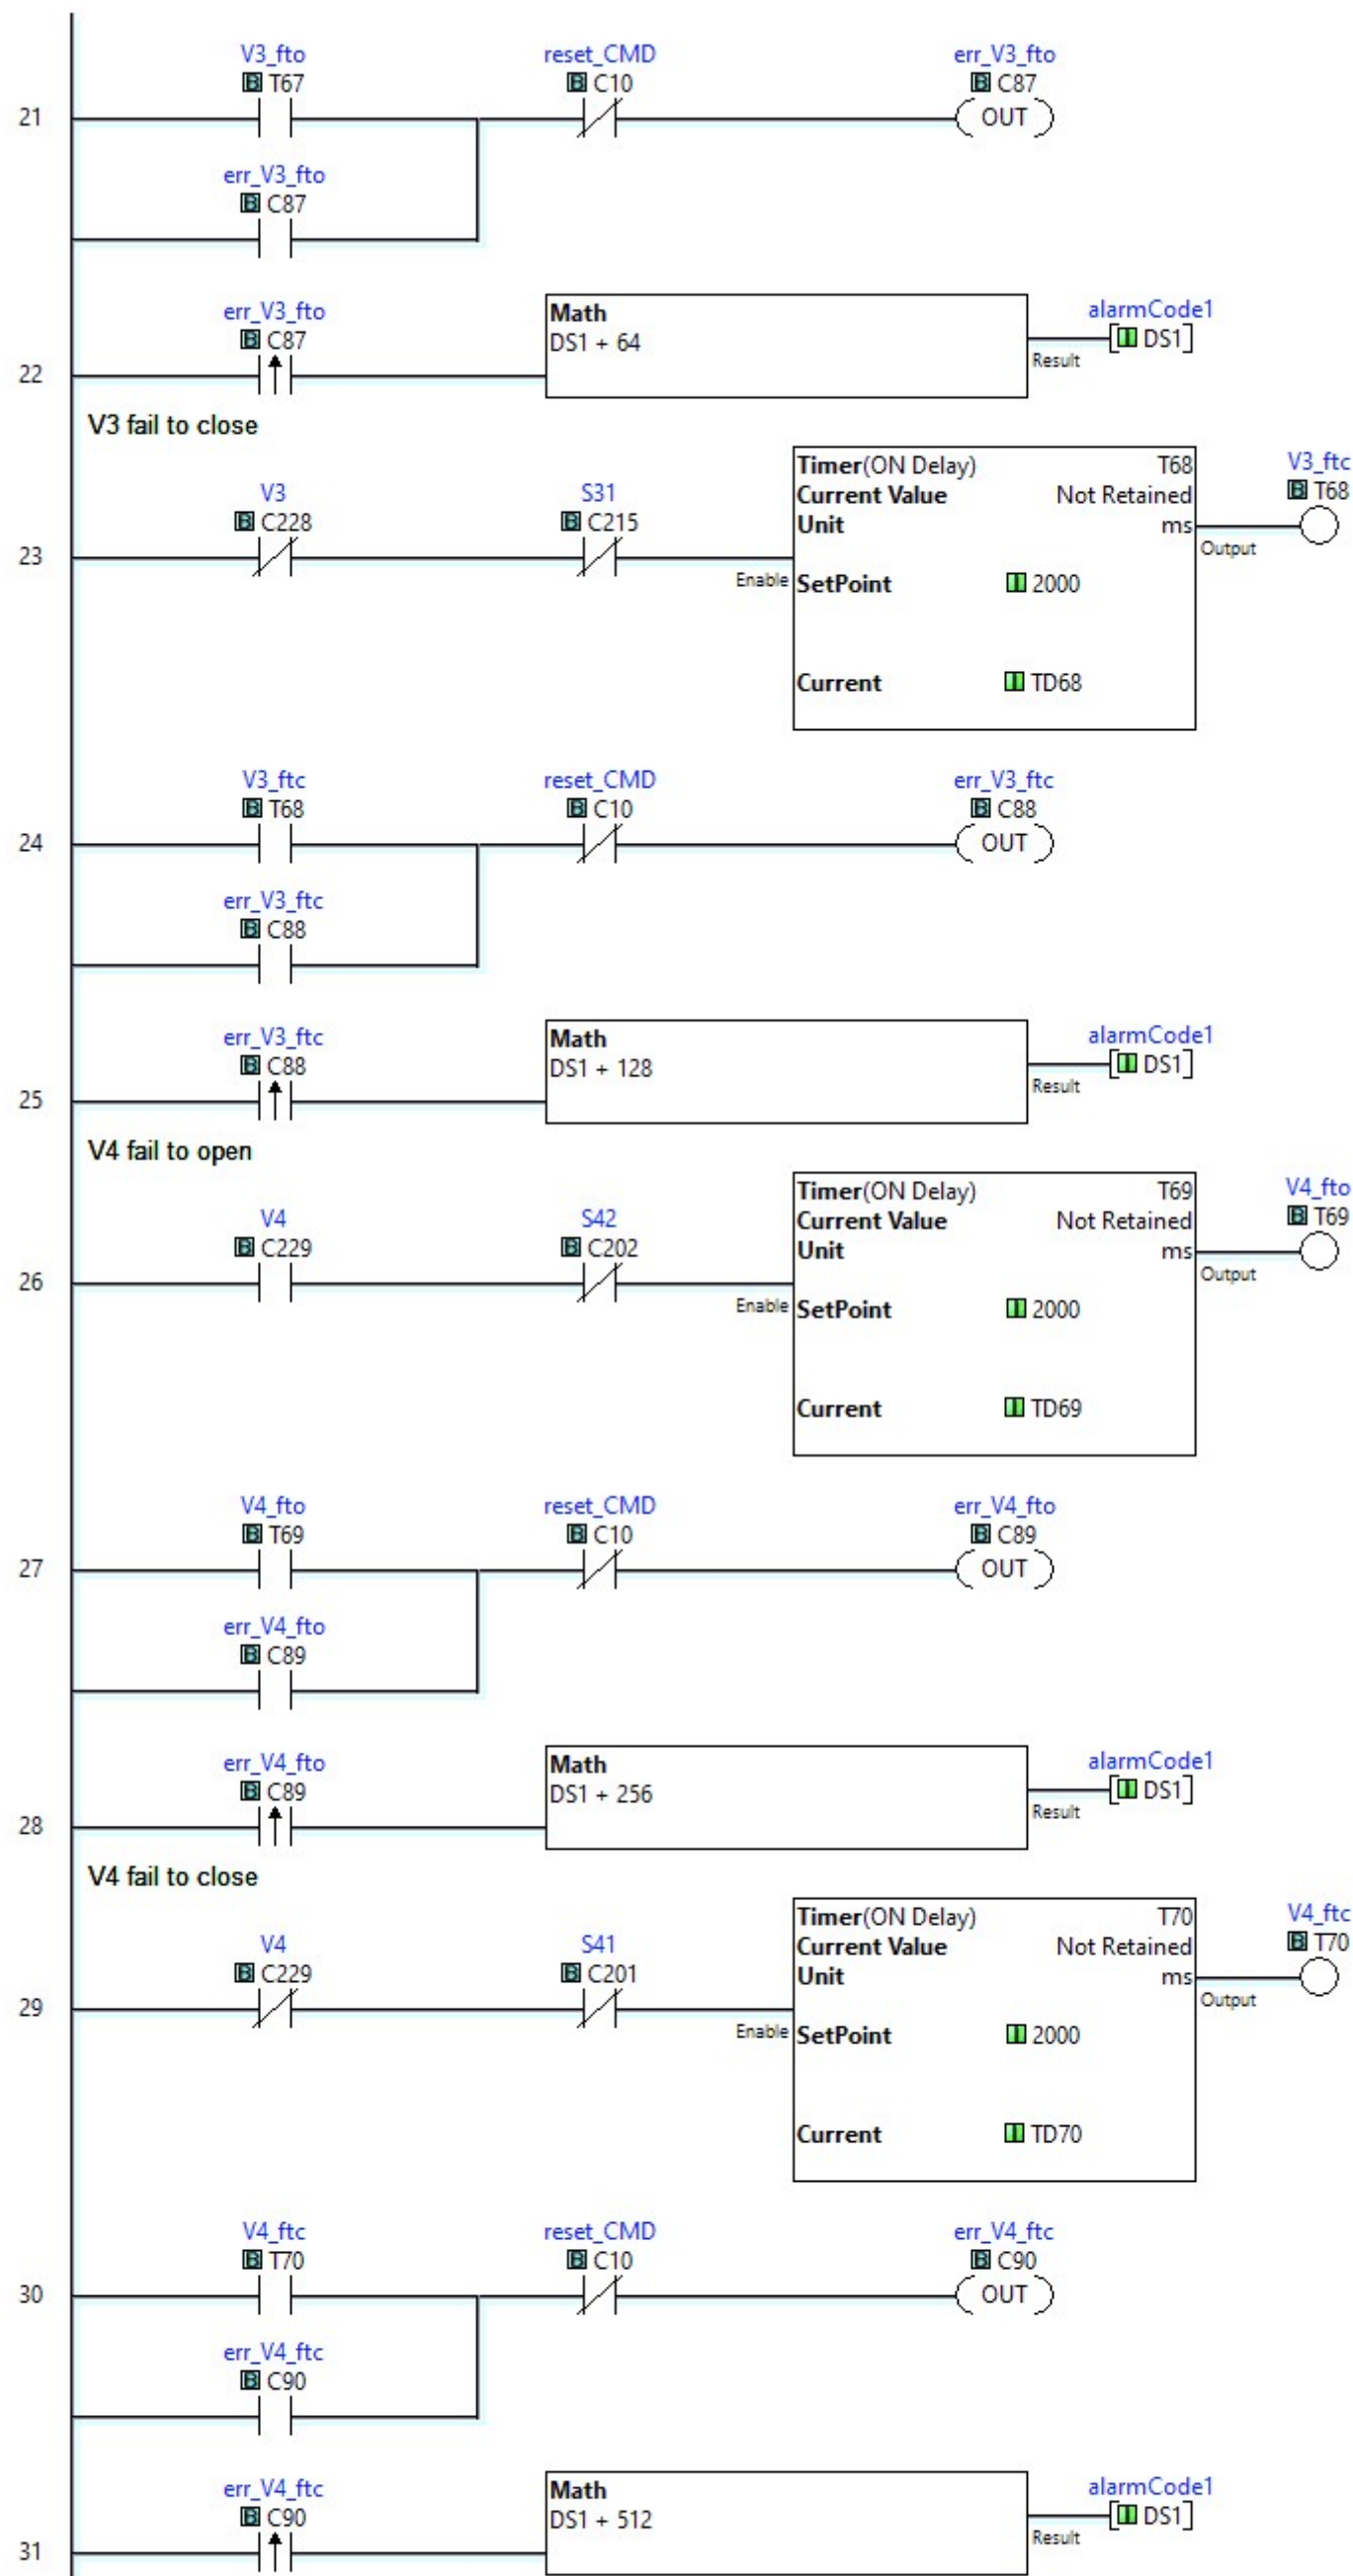 V3_fto reset_CMD err_V3_fto
B T67 B C10 B C87
21 OUT
err_V3_fto
B C87
err_V3_fto Math alarmCode1
B C87 DS1 + 64 DS1
22 Result
V3 fail to close
Timer(ON Delay) T68 V3_ftc
V3 S31 Current Value Not Retained B T68
B C228 B C215 Unit ms
23 Output
Enable SetPoint 2000
Current TD68
V3_ftc reset_CMD err_V3_ftc
B T68 B C10 B C88
24 OUT
err_V3_ftc
B C88
err_V3_ftc Math alarmCode1
B C88 DS1 + 128 DS1
25 Result
V4 fail to open
Timer(ON Delay) T69 V4_fto
V4 S42 Current Value Not Retained B T69
B C229 B C202 Unit ms
26 Output
Enable SetPoint 2000
Current TD69
V4_fto reset_CMD err_V4_fto
B T69 B C10 B C89
27 OUT
err_V4_fto
B C89
err_V4_fto Math alarmCode1
B C89 DS1 + 256 DS1
28 Result
V4 fail to close
Timer(ON Delay) T70 V4_ftc
V4 S41 Current Value Not Retained B T70
B C229 B C201 Unit ms
29 Output
Enable SetPoint 2000
Current TD70
V4_ftc reset_CMD err_V4_ftc
B T70 B C10 B C90
30 OUT
err_V4_ftc
B C90
err_V4_ftc Math alarmCode1
B C90 DS1 + 512 DS1
31 Result